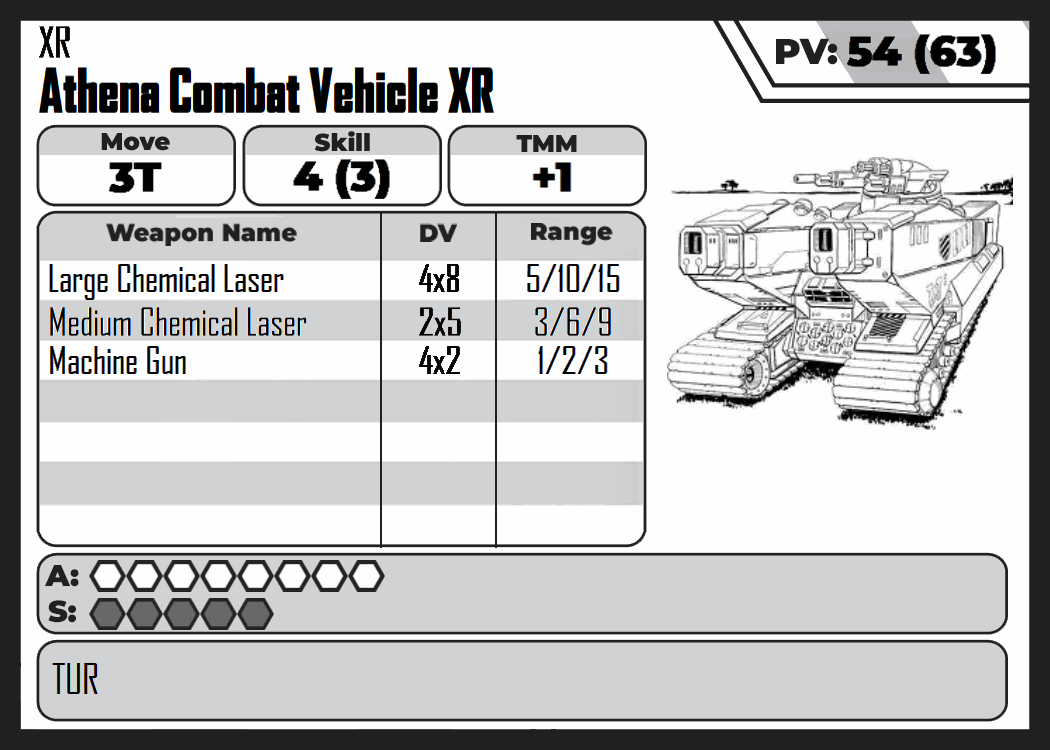 XR
Athena Combat Vehicle XR
PV: 54 (63)
Move Skill TMM
3T 4 (3) +1
Weapon Name DV Range
Large Chemical Laser 4x8 5/10/15
Medium Chemical Laser 2x5 3/6/9
Machine Gun 4x2 1/2/3
A:
S:
TUR